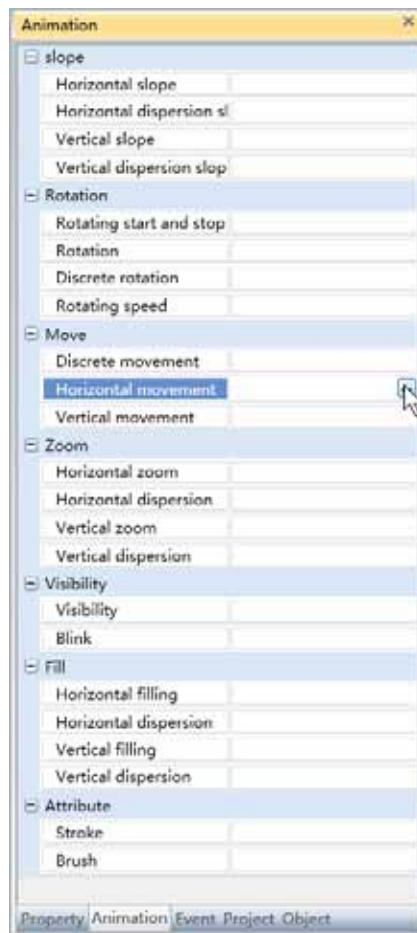 Animation
slope
Horizontal slope
Horizontal dispersion sl
Vertical slope
Vertical dispersion slop
Rotation
Rotating start and stop
Rotation
Discrete rotation
Rotating speed
Move
Discrete movement
Horizontal movement
Vertical movement
Zoom
Horizontal zoom
Horizontal dispersion
Vertical zoom
Vertical dispersion
Visibility
Visibility
Blink
Fill
Horizontal filling
Horizontal dispersion
Vertical filling
Vertical dispersion
Attribute
Stroke
Brush
Property Animation Event Project Object